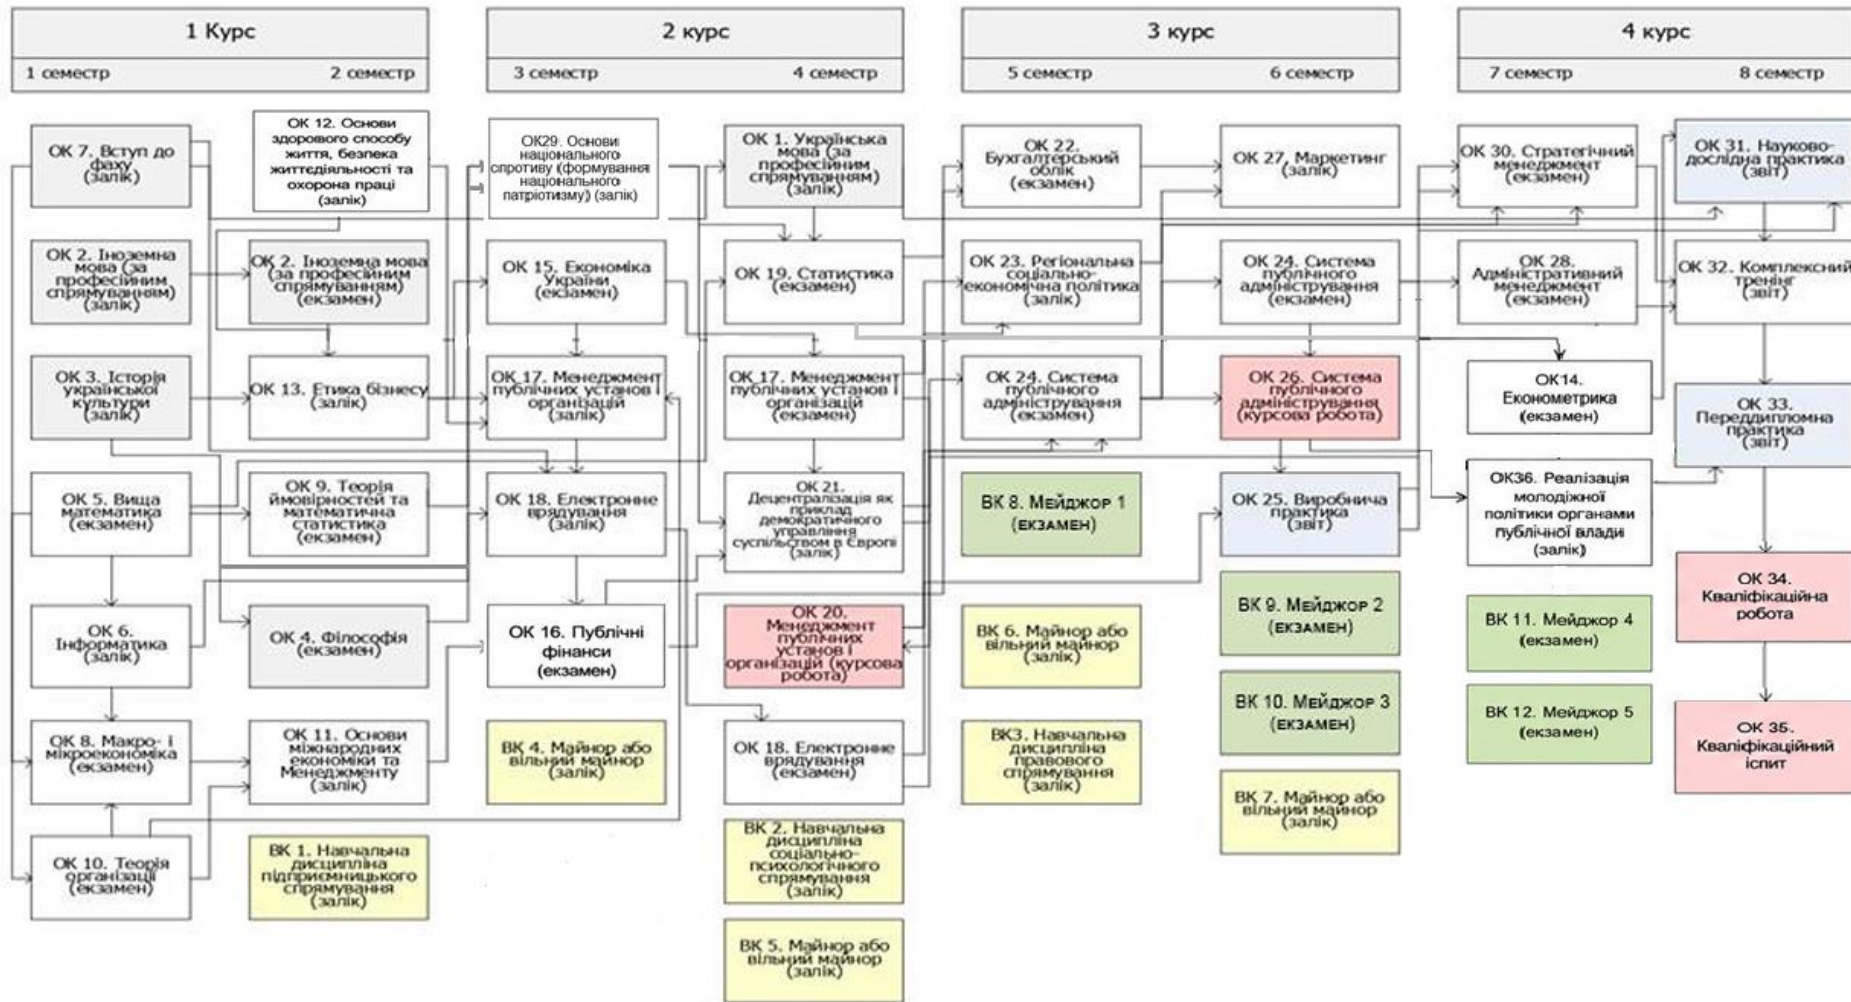 1 Курс
1 семестр
2 семестр
2 курс
3 семестр
4 семестр
3 курс
5 семестр
6 семестр
4 курс
7 семестр
8 семестр
ОК 7. Вступ до
фаху
(залік)
ОК 2. Іноземна
мова (за
професійним
спрямуванням)
(залік)
ОК 3. Історія
української
культури
(залік)
ОК 5. Вища
математика
(екзамен)
ОК 6.
Інформатика
(залік)
ОК 8. Макро- і
мікроекономіка
(екзамен)
ОК 10. Теорія
організації
(екзамен)
ОК 12. Основи
здорового способу
життя, безпека
життєдіяльності та
охорона праці
(залік)
ОК 2. Іноземна мова
(за професійним
спрямуванням)
(екзамен)
ОК 13. Етика бізнесу
(залік)
ОК 9. Теорія
ймовірностей та
математична
статистика
(екзамен)
ОК 4. Філософія
(екзамен)
ОК 11. Основи
міжнародних
економіки та
Менеджменту
(залік)
ВК 1. Навчальна
дисципліна
підприємницького
спрямування
(залік)
ОК29. Основи
національного
спротиву (формування
національного
патріотизму) (залік)
ОК 15. Економіка
України
(екзамен)
ОК 17. Менеджмент
публічних установ і
організацій
(залік)
ОК 18. Електронне
врядування
(залік)
ОК 16. Публічні
фінанси
(екзамен)
ВК 4. Майнор або
вільний майнор
(залік)
ОК 1. Українська
мова (за
професійним
спрямуванням)
(залік)
ОК 19. Статистика
(екзамен)
ОК 17. Менеджмент
публічних установ і
організацій
(екзамен)
ОК 21.
Децентралізація як
приклад
демократичного
управління
суспільством в Європі
(залік)
ОК 20.
Менеджмент
публічних
установ і
організацій (курсова
робота)
ОК 18. Електронне
врядування
(екзамен)
ВК 2. Навчальна
дисципліна
соціально-
психологічного
спрямування
(залік)
ВК 5. Майнор або
вільний майнор
(залік)
ОК 22.
Бухгалтерський
облік
(екзамен)
ОК 23. Регіональна
соціально-
економічна політика
(залік)
ОК 24. Система
публічного
адміністрування
(екзамен)
ВК 8. Мейджор 1
(екзамен)
ВК 6. Майнор або
вільний майнор
(залік)
ВК3. Навчальна
дисципліна
правового
спрямування
(залік)
ОК 27. Маркетинг
(залік)
ОК 24. Система
публічного
адміністрування
(екзамен)
ОК 26. Система
публічного
адміністрування
(курсова робота)
ОК 25. Виробнича
практика
(звіт)
ВК 9. Мейджор 2
(екзамен)
ВК 10. Мейджор 3
(екзамен)
ВК 7. Майнор або
вільний майнор
(залік)
ОК 30. Стратегічний
менеджмент
(екзамен)
ОК 28.
Адміністративний
менеджмент
(екзамен)
ОК14.
Економетрика
(екзамен)
ОК36. Реалізація
молодіжної
політики органами
публічної влади
(залік)
ВК 11. Мейджор 4
(екзамен)
ВК 12. Мейджор 5
(екзамен)
ОК 31. Науково-
дослідна практика
(звіт)
ОК 32. Комплексний
тренінг
(звіт)
ОК 33.
Переддипломна
практика
(звіт)
ОК 34.
Кваліфікаційна
робота
ОК 35.
Кваліфікаційний
іспит